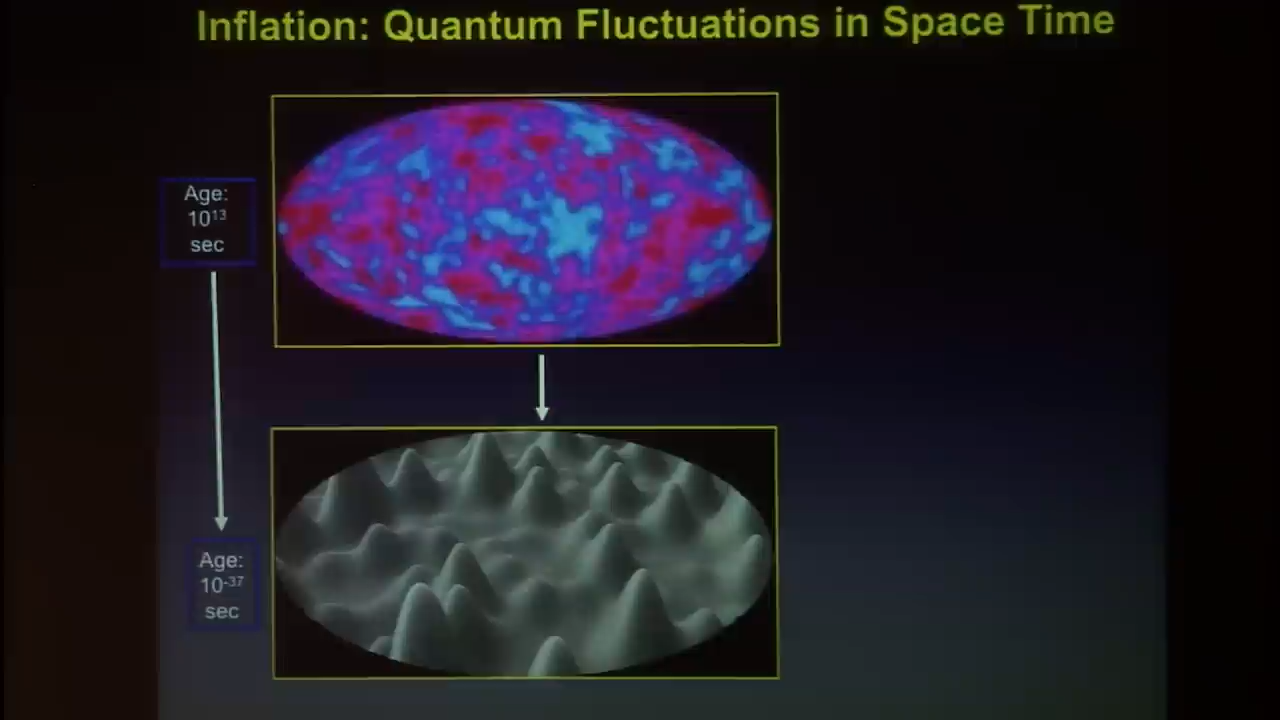 Inflation: Quantum Fluctuations in Space Time
Age:
10¹³
sec
Age:
10⁻³⁷
sec